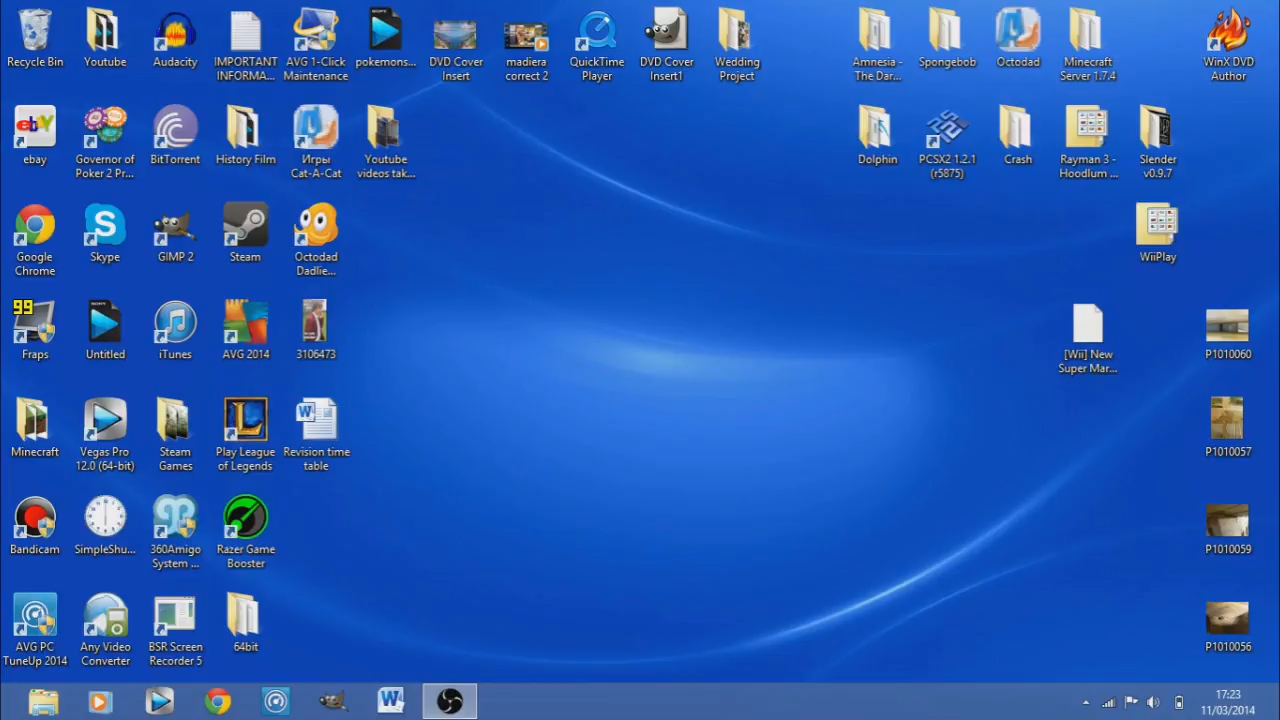 Recycle Bin
Youtube
Audacity
IMPORTANT
INFORMA...
AVG 1-Click
Maintenance
SONY
pokemons...
DVD Cover
Insert
madiera
correct 2
QuickTime
Player
DVD Cover
Insert1
Wedding
Project
Amnesia -
The Dar...
Spongebob
Octodad
Minecraft
Server 1.7.4
WinX DVD
Author
ebay
Governor of
Poker 2 Pr...
BitTorrent
History Film
Игры
Cat-A-Cat
Youtube
videos tak...
Dolphin
PCSX2 1.2.1
(r5875)
Crash
Rayman 3 -
Hoodlum ...
Slender
v0.9.7
Google
Chrome
Skype
GIMP 2
Steam
Octodad
Dadlie...
WiiPlay
99
Fraps
SONY
Untitled
iTunes
AVG 2014
3106473
[Wii] New
Super Mar...
P1010060
Minecraft
Vegas Pro
12.0 (64-bit)
Steam
Games
Play League
of Legends
Revision time
table
P1010057
Bandicam
SimpleShu...
360Amigo
System ...
Razer Game
Booster
P1010059
AVG PC
TuneUp 2014
Any Video
Converter
BSR Screen
Recorder 5
64bit
P1010056
17:23
11/03/2014